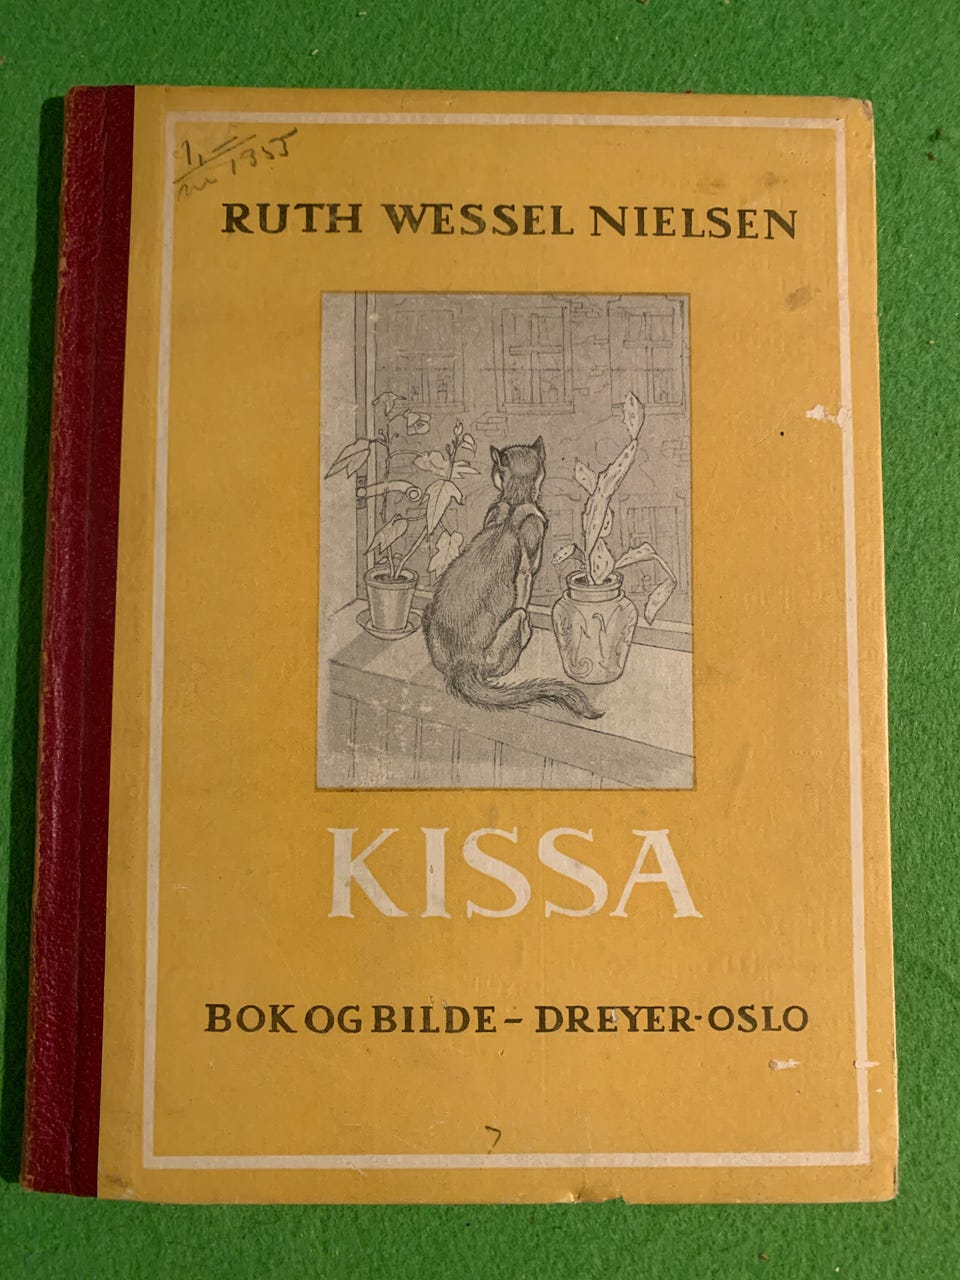 RUTH WESSEL NIELSEN
KISSA
BOK OG BILDE - DREYER · OSLO